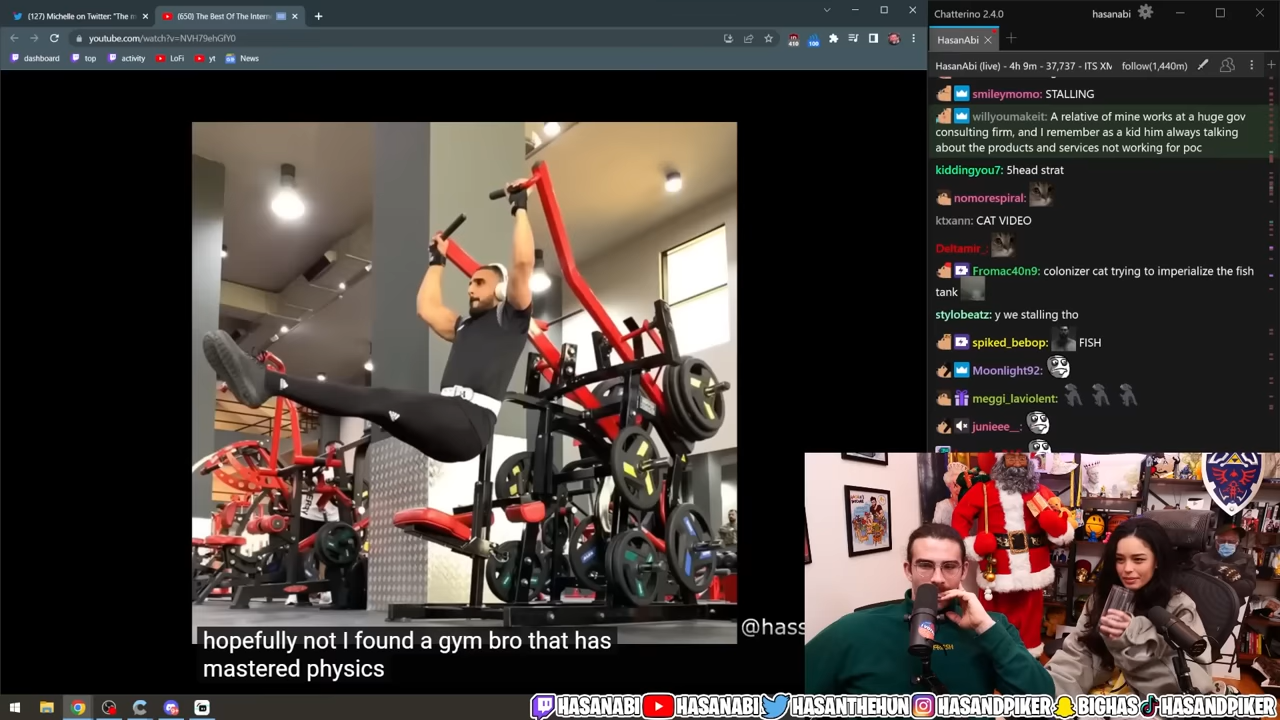 (127) Michelle on Twitter: "The m
(650) The Best Of The Intern
youtube.com/watch?v=NVH79ehGfY0
418
100
dashboard
top
activity
LoFi
yt
News
hopefully not I found a gym bro that has
mastered physics
@hass
Chatterino 2.4.0
hasanabi
HasanAbi
HasanAbi (live) - 4h 9m - 37,737 - ITS XM
follow(1,440m)
smileymomo: STALLING
willyoumakeit: A relative of mine works at a huge gov
consulting firm, and I remember as a kid him always talking
about the products and services not working for poc
kiddingyou7: 5head strat
nomorespiral:
ktxann: CAT VIDEO
Deltamir_:
Fromac40n9: colonizer cat trying to imperialize the fish
tank
stylobeatz: y we stalling tho
spiked_bebop: FISH
Moonlight92:
meggi_laviolent:
junieee__:
HASANABI
HASANABI
HASANTHEHUN
HASANDPIKER
BIGHAS
HASANDPIKER